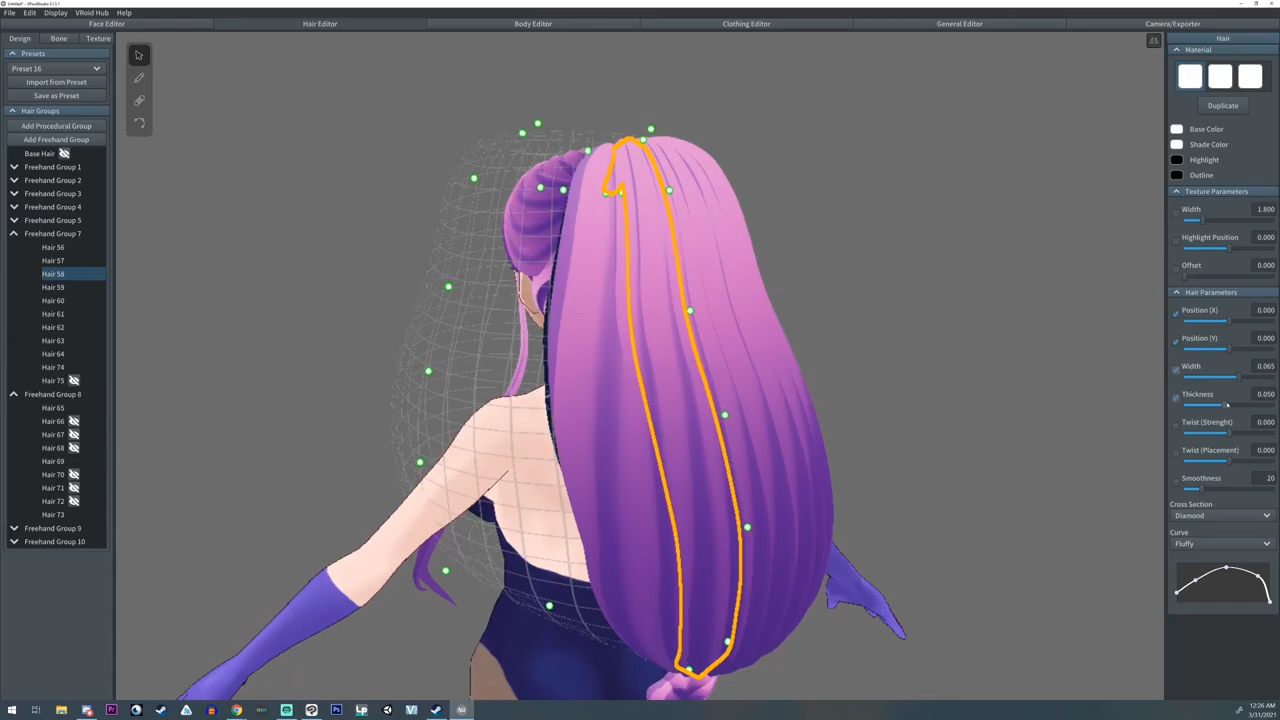 File Edit Display VRoid Hub Help
Face Editor Hair Editor Body Editor Clothing Editor General Editor Camera/Exporter
Design Bone Texture
Presets
Preset 16
Import from Preset
Save as Preset
Hair Groups
Add Procedural Group
Add Freehand Group
Base Hair
Freehand Group 1
Freehand Group 2
Freehand Group 3
Freehand Group 4
Freehand Group 5
Freehand Group 7
Hair 56
Hair 57
Hair 58
Hair 59
Hair 60
Hair 61
Hair 62
Hair 63
Hair 64
Hair 74
Hair 75
Freehand Group 8
Hair 65
Hair 66
Hair 67
Hair 68
Hair 69
Hair 70
Hair 71
Hair 72
Hair 73
Freehand Group 9
Freehand Group 10
Hair
Material
Duplicate
Base Color
Shade Color
Highlight
Outline
Texture Parameters
Width 1.800
Highlight Position 0.000
Offset 0.000
Hair Parameters
Position (X) 0.000
Position (Y) 0.000
Width 0.065
Thickness 0.050
Twist (Strenght) 0.000
Twist (Placement) 0.000
Smoothness 20
Cross Section
Diamond
Curve
Fluffy
Pr Ps Lp
12:26 AM
3/31/2021